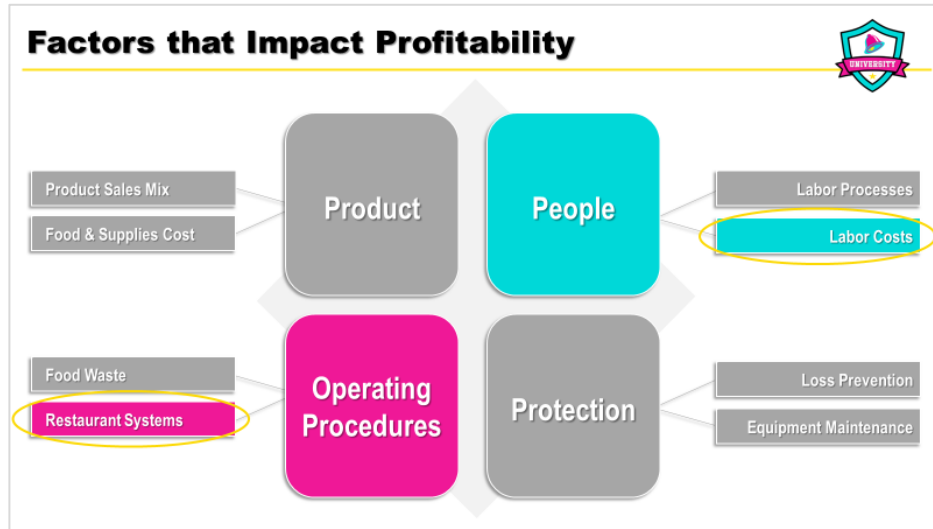 Factors that Impact Profitability
UNIVERSITY
Product Sales Mix
Food & Supplies Cost
Product
People
Labor Processes
Labor Costs
Food Waste
Restaurant Systems
Operating
Procedures
Protection
Loss Prevention
Equipment Maintenance